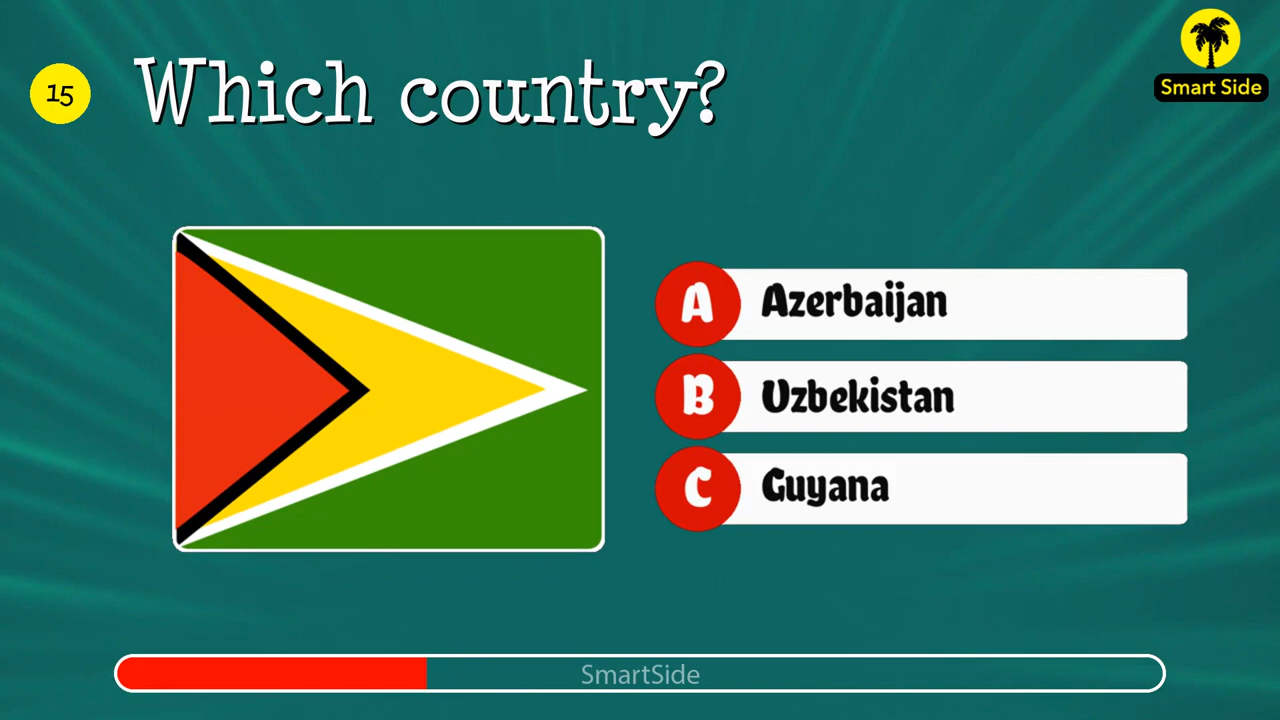 15
Which country?
Smart Side
A Azerbaijan
B Uzbekistan
C Guyana
SmartSide